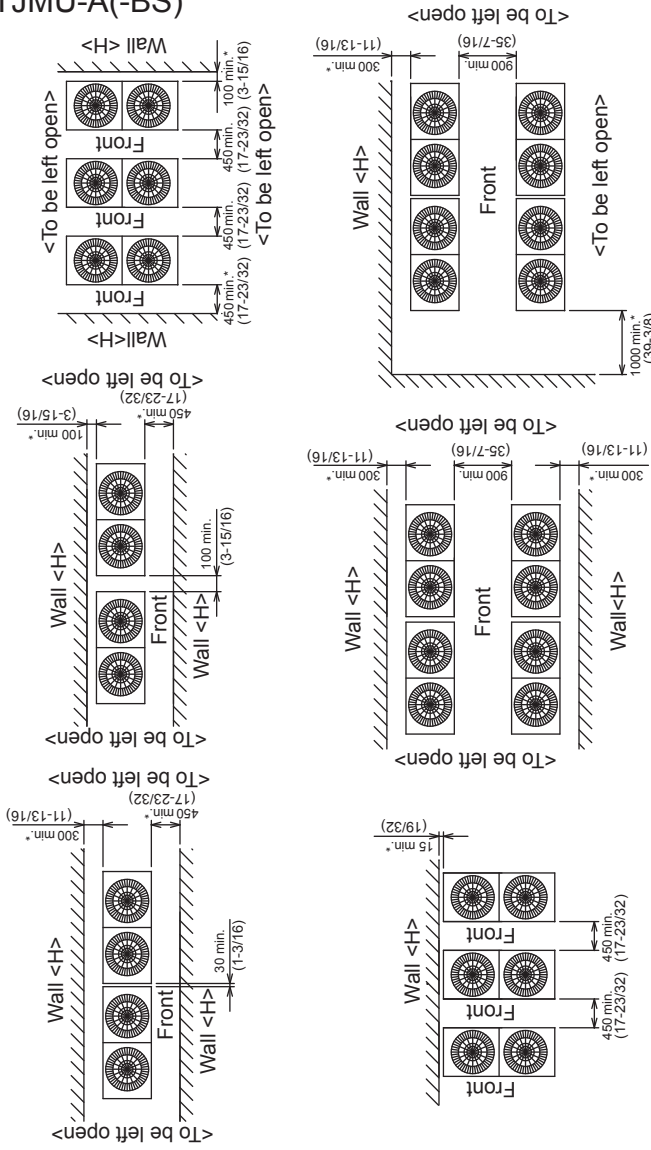 TJMU-A(-BS)
Wall <H>
<To be left open>
Front
Front
Front
100 min.*
(3-15/16)
450 min.
(17-23/32)
450 min.
(17-23/32)
450 min.*
(17-23/32)
<To be left open>
Wall<H>
<To be left open>
300 min.*
(11-13/16)
900 min.
(35-7/16)
Wall <H>
Front
<To be left open>
1000 min.*
(39-3/8)
<To be left open>
100 min.*
(3-15/16)
450 min.*
(17-23/32)
Wall <H>
100 min.
(3-15/16)
Front
Wall <H>
<To be left open>
<To be left open>
300 min.*
(11-13/16)
900 min.
(35-7/16)
300 min.*
(11-13/16)
Wall <H>
Front
Wall<H>
<To be left open>
<To be left open>
300 min.*
(11-13/16)
450 min.*
(17-23/32)
Wall <H>
30 min.
(1-3/16)
Front
Wall <H>
<To be left open>
15 min.*
(19/32)
Wall <H>
Front
Front
Front
450 min.
(17-23/32)
450 min.
(17-23/32)